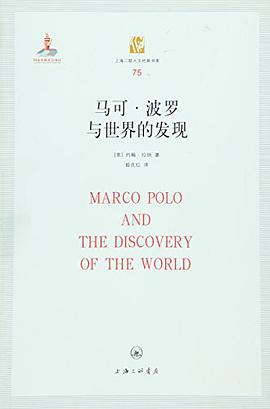 上海三联人文经典书库
75
马可·波罗
与世界的发现
[英] 约翰·拉纳 著
姬庆红 译
MARCO POLO
AND
THE DISCOVERY
OF THE WORLD
上海三联书店